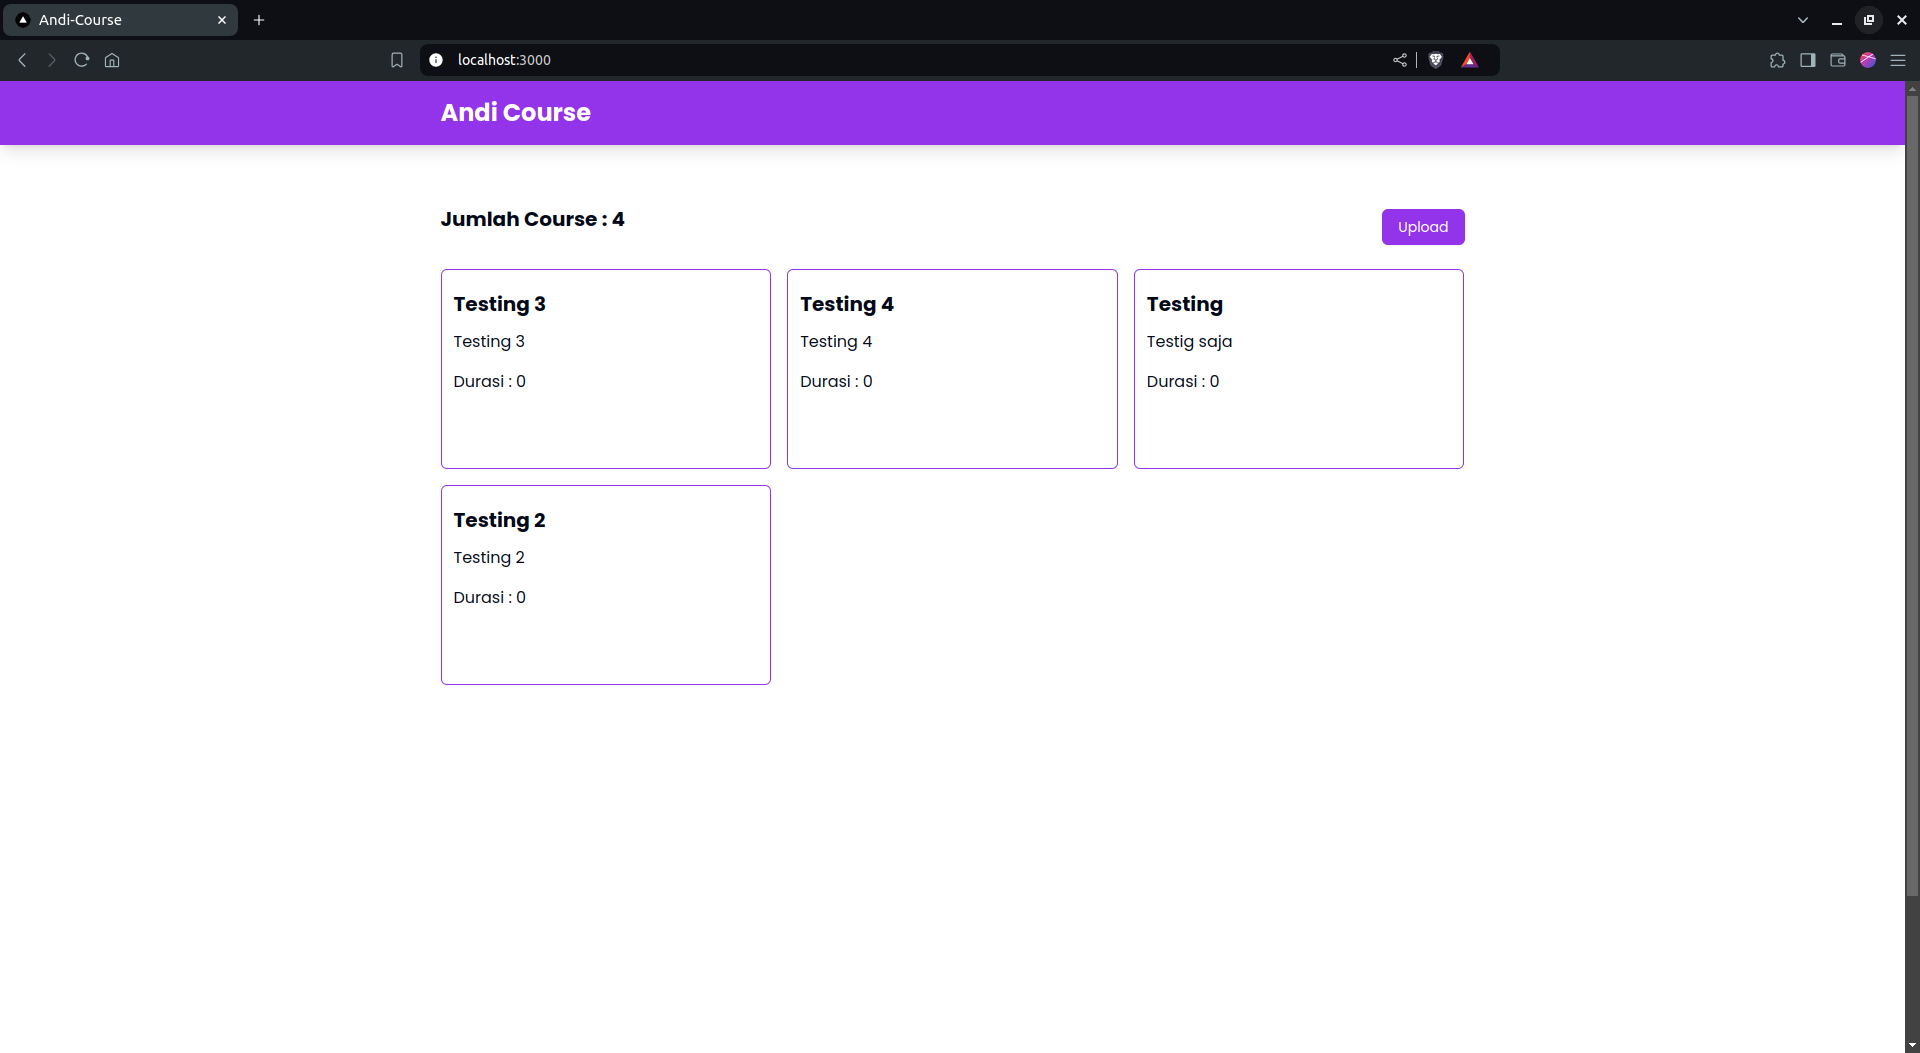 Andi-Course
localhost:3000
Andi Course
Jumlah Course : 4
Upload
Testing 3
Testing 3
Durasi : 0
Testing 4
Testing 4
Durasi : 0
Testing
Testig saja
Durasi : 0
Testing 2
Testing 2
Durasi : 0